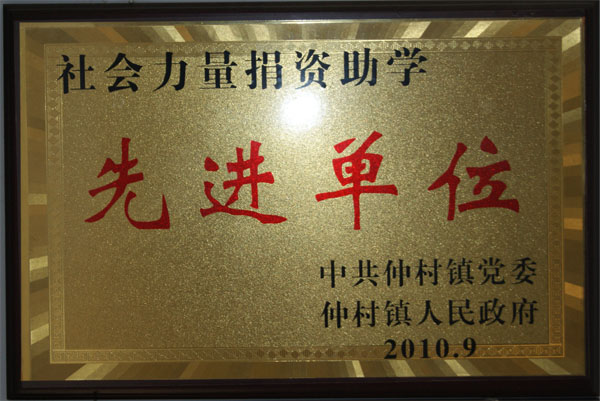 社会力量捐资助学
先进单位
中共仲村镇党委
仲村镇人民政府
2010.9